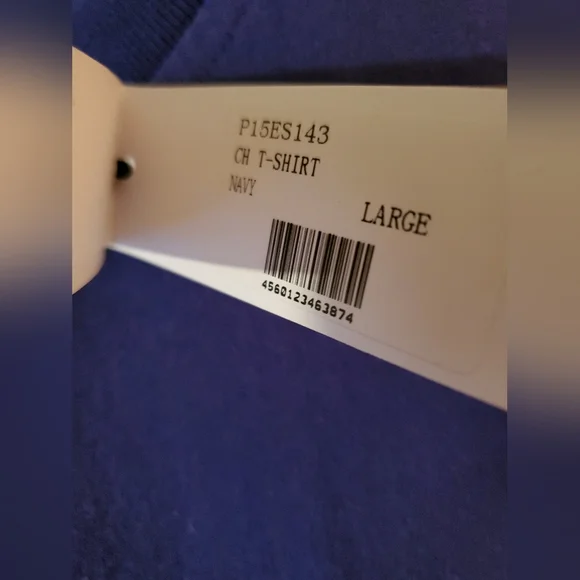 P15ES143
CH T-SHIRT
NAVY
LARGE
4560123463874